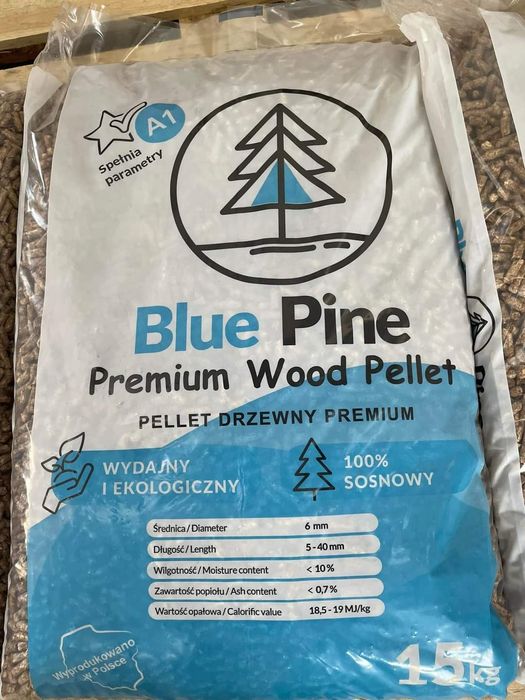 A1
Spełnia
parametry
Blue Pine
Premium Wood Pellet
PELLET DRZEWNY PREMIUM
WYDAJNY
I EKOLOGICZNY
100%
SOSNOWY
Średnica / Diameter 6 mm
Długość / Length 5 - 40 mm
Wilgotność / Moisture content < 10 %
Zawartość popiołu / Ash content < 0,7 %
Wartość opałowa / Calorific value 18,5 - 19 MJ/kg
Wyprodukowano
w Polsce
15kg
Blue